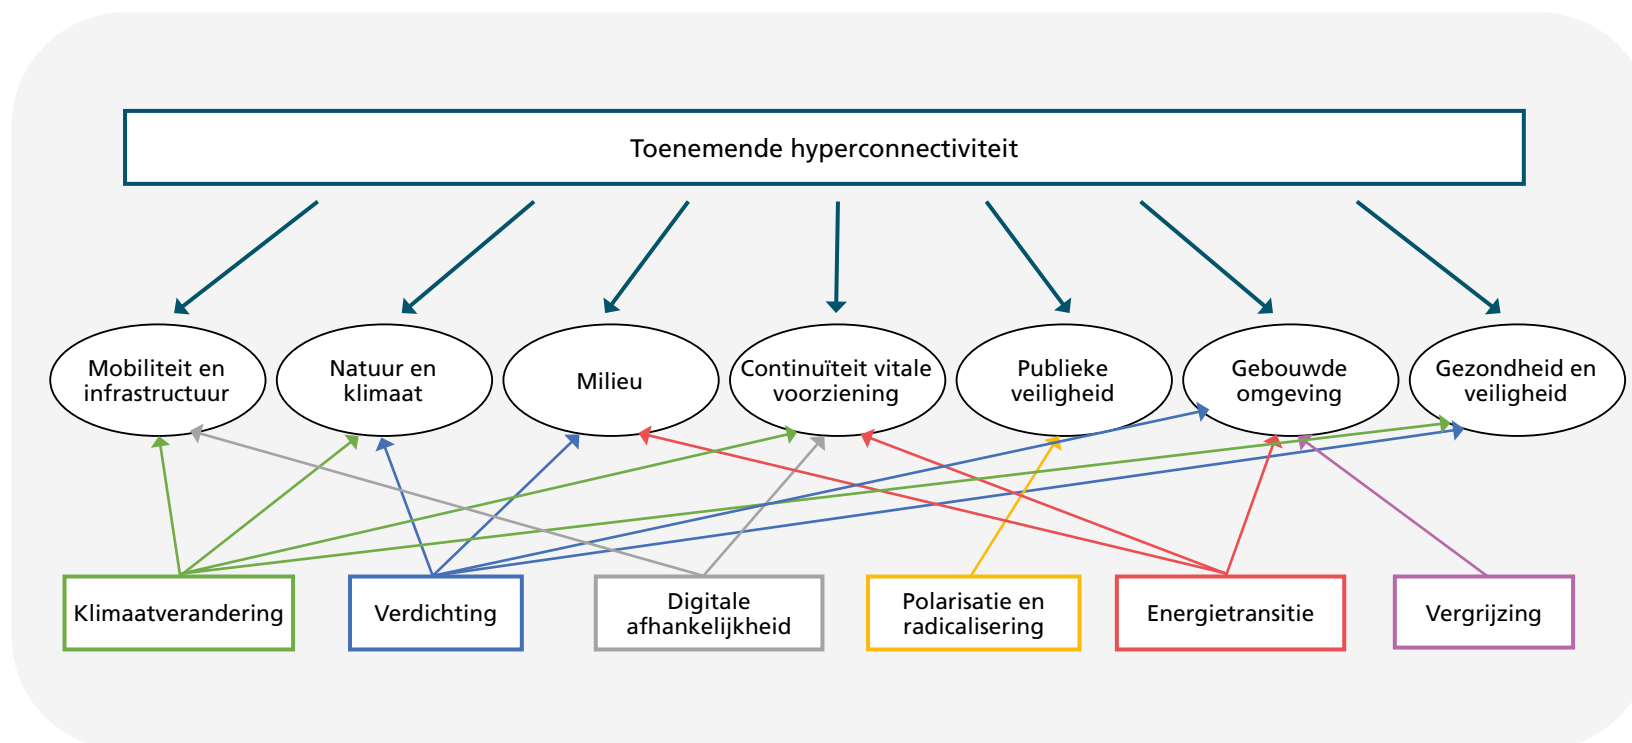 Toenemende hyperconnectiviteit
Mobiliteit en
infrastructuur
Natuur en
klimaat
Milieu
Continuïteit vitale
voorziening
Publieke
veiligheid
Gebouwde
omgeving
Gezondheid en
veiligheid
Klimaatverandering
Verdichting
Digitale
afhankelijkheid
Polarisatie en
radicalisering
Energietransitie
Vergrijzing